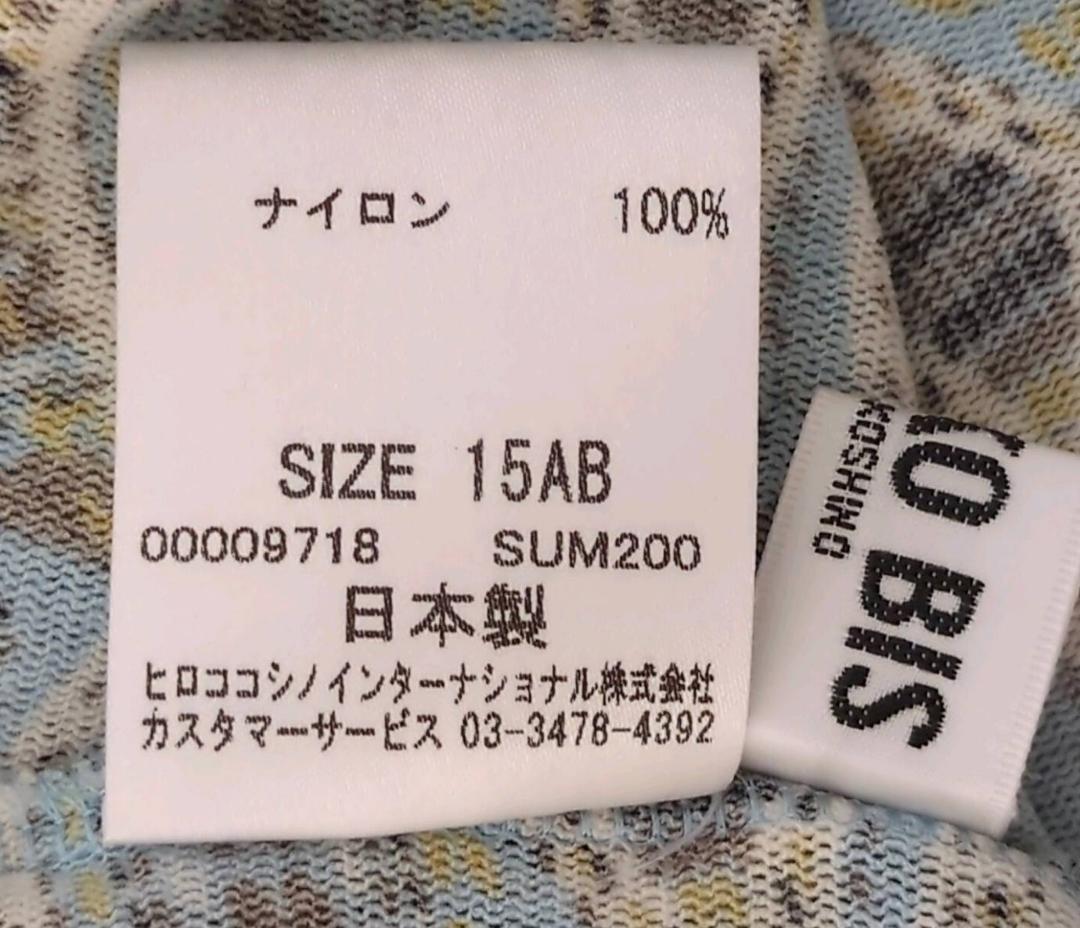 ナイロン 100%
SIZE 15AB
00009718 SUM200
日本製
ヒロココシノインターナショナル株式会社
カスタマーサービス 03-3478-4392
BIS
KOSHINO